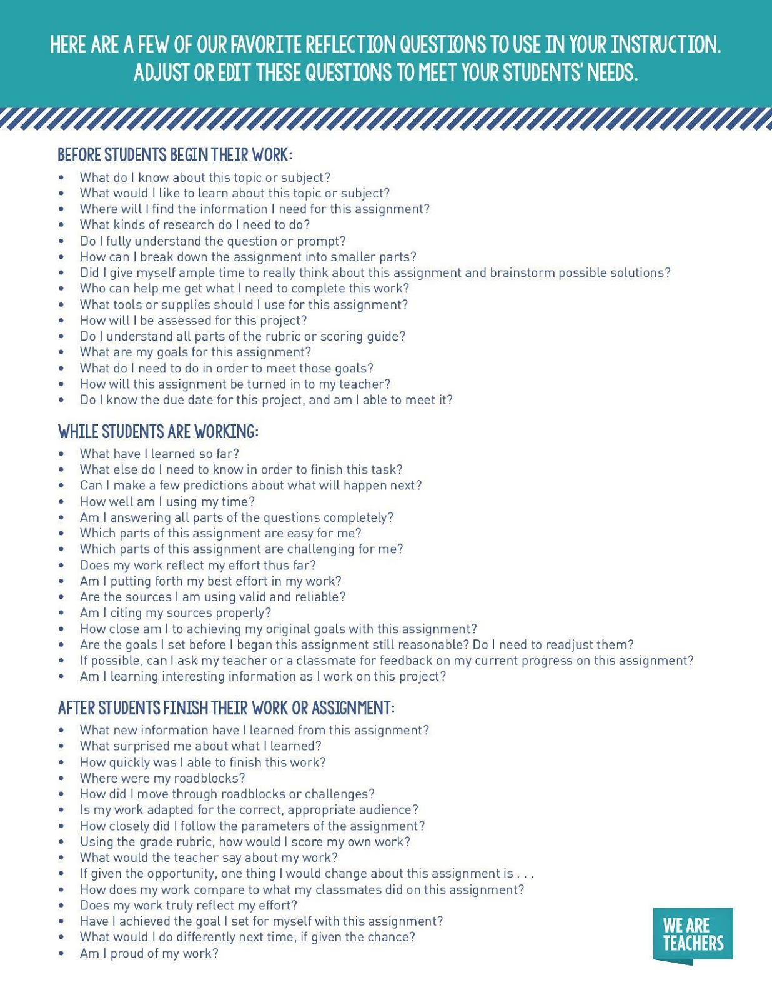 HERE ARE A FEW OF OUR FAVORITE REFLECTION QUESTIONS TO USE IN YOUR INSTRUCTION.
ADJUST OR EDIT THESE QUESTIONS TO MEET YOUR STUDENTS' NEEDS.
BEFORE STUDENTS BEGIN THEIR WORK:
• What do I know about this topic or subject?
• What would I like to learn about this topic or subject?
• Where will I find the information I need for this assignment?
• What kinds of research do I need to do?
• Do I fully understand the question or prompt?
• How can I break down the assignment into smaller parts?
• Did I give myself ample time to really think about this assignment and brainstorm possible solutions?
• Who can help me get what I need to complete this work?
• What tools or supplies should I use for this assignment?
• How will I be assessed for this project?
• Do I understand all parts of the rubric or scoring guide?
• What are my goals for this assignment?
• What do I need to do in order to meet those goals?
• How will this assignment be turned in to my teacher?
• Do I know the due date for this project, and am I able to meet it?
WHILE STUDENTS ARE WORKING:
• What have I learned so far?
• What else do I need to know in order to finish this task?
• Can I make a few predictions about what will happen next?
• How well am I using my time?
• Am I answering all parts of the questions completely?
• Which parts of this assignment are easy for me?
• Which parts of this assignment are challenging for me?
• Does my work reflect my effort thus far?
• Am I putting forth my best effort in my work?
• Are the sources I am using valid and reliable?
• Am I citing my sources properly?
• How close am I to achieving my original goals with this assignment?
• Are the goals I set before I began this assignment still reasonable? Do I need to readjust them?
• If possible, can I ask my teacher or a classmate for feedback on my current progress on this assignment?
• Am I learning interesting information as I work on this project?
AFTER STUDENTS FINISH THEIR WORK OR ASSIGNMENT:
• What new information have I learned from this assignment?
• What surprised me about what I learned?
• How quickly was I able to finish this work?
• Where were my roadblocks?
• How did I move through roadblocks or challenges?
• Is my work adapted for the correct, appropriate audience?
• How closely did I follow the parameters of the assignment?
• Using the grade rubric, how would I score my own work?
• What would the teacher say about my work?
• If given the opportunity, one thing I would change about this assignment is . . .
• How does my work compare to what my classmates did on this assignment?
• Does my work truly reflect my effort?
• Have I achieved the goal I set for myself with this assignment?
• What would I do differently next time, if given the chance?
• Am I proud of my work?
WE ARE
TEACHERS